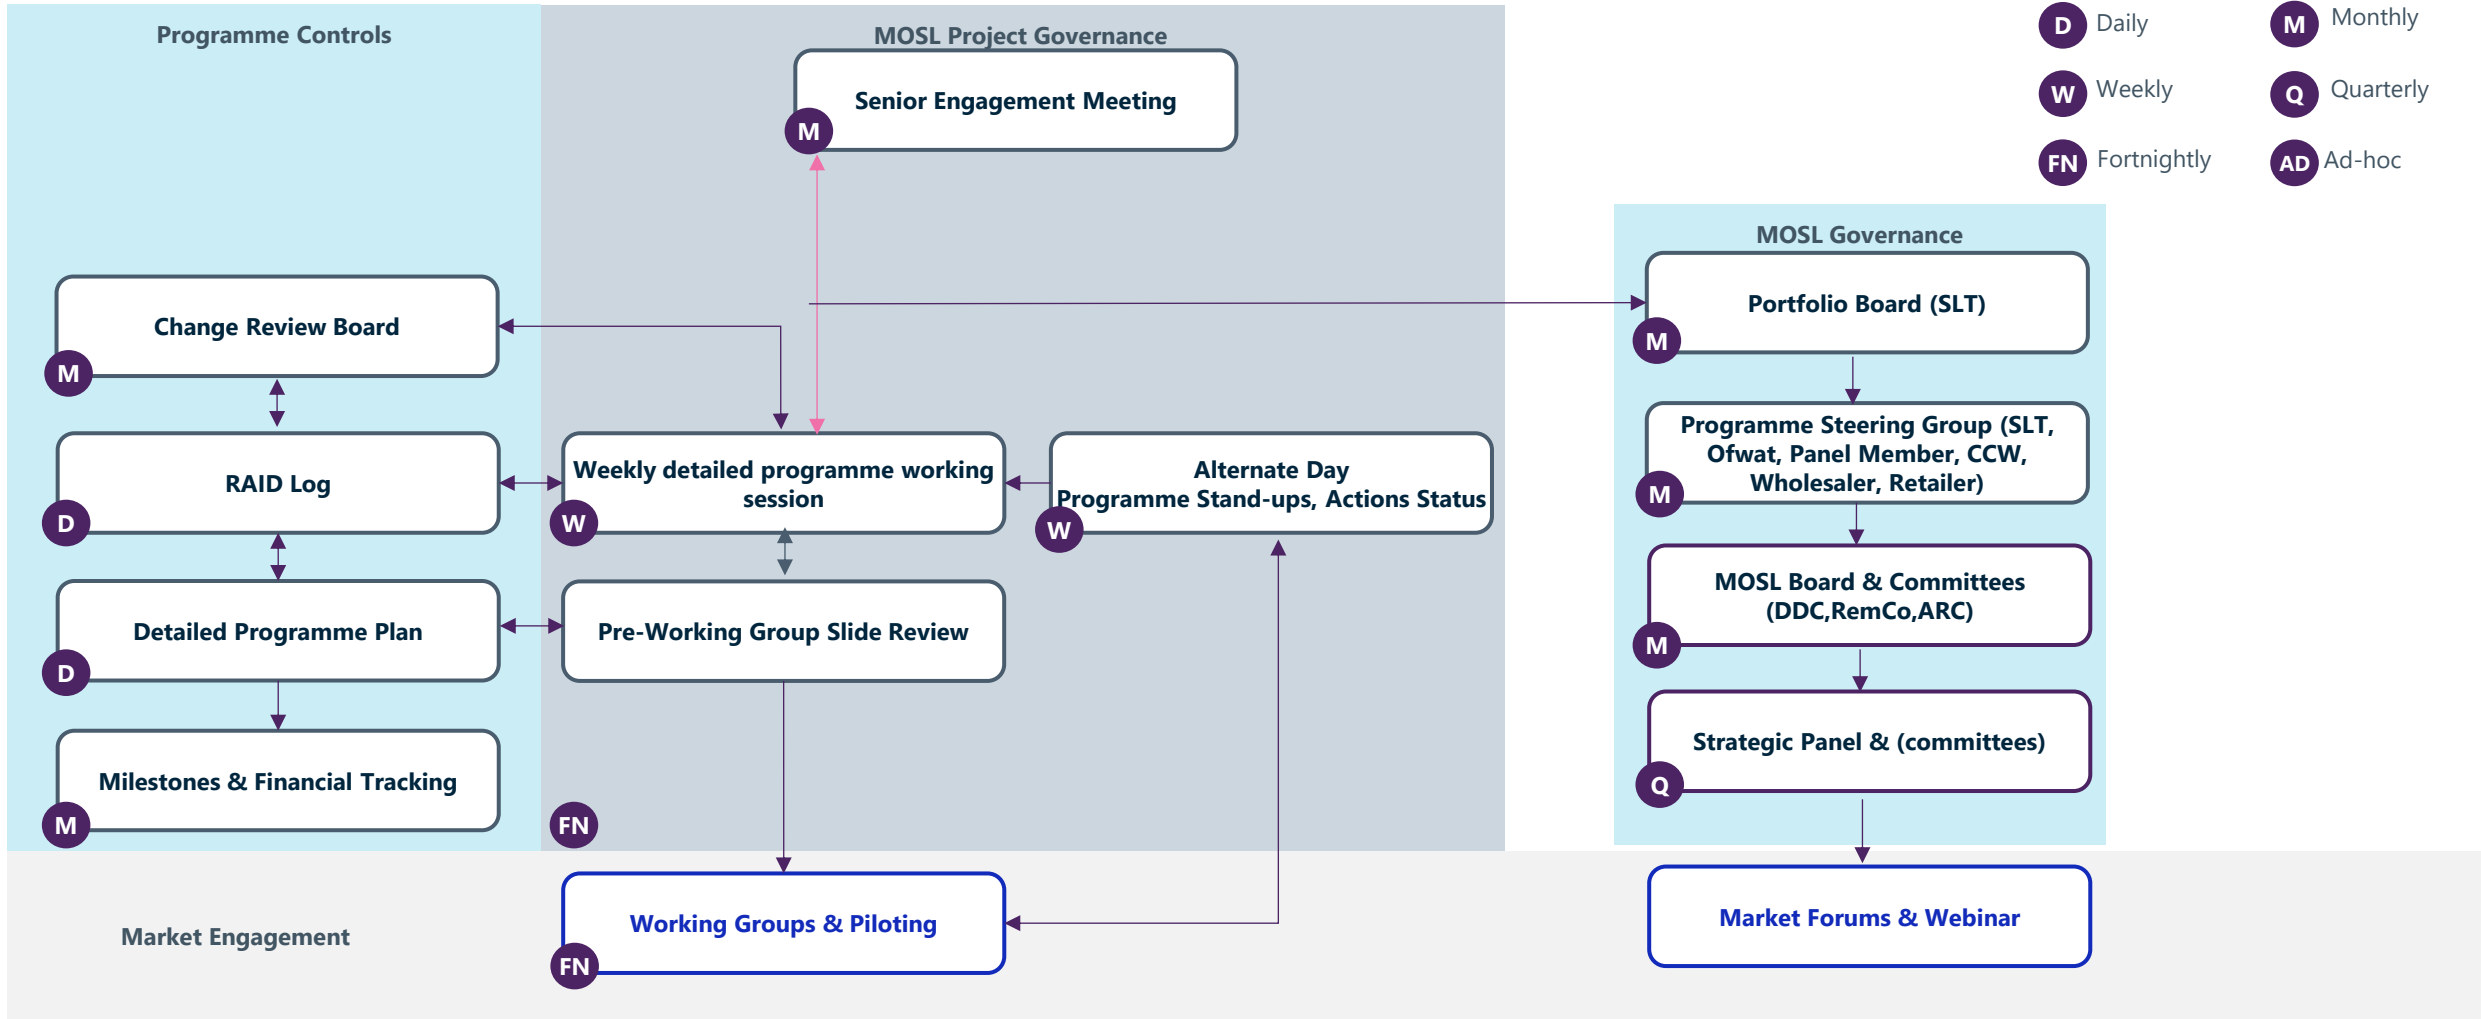 Programme Controls
MOSL Project Governance
D Daily
M Monthly
W Weekly
Q Quarterly
FN Fortnightly
AD Ad-hoc
Senior Engagement Meeting
M
MOSL Governance
Change Review Board
M
Portfolio Board (SLT)
M
RAID Log
D
Weekly detailed programme working
session
W
Alternate Day
Programme Stand-ups, Actions Status
W
Programme Steering Group (SLT,
Ofwat, Panel Member, CCW,
Wholesaler, Retailer)
M
Detailed Programme Plan
D
Pre-Working Group Slide Review
MOSL Board & Committees
(DDC,RemCo,ARC)
M
Milestones & Financial Tracking
M
FN
Strategic Panel & (committees)
Q
Market Engagement
Working Groups & Piloting
FN
Market Forums & Webinar